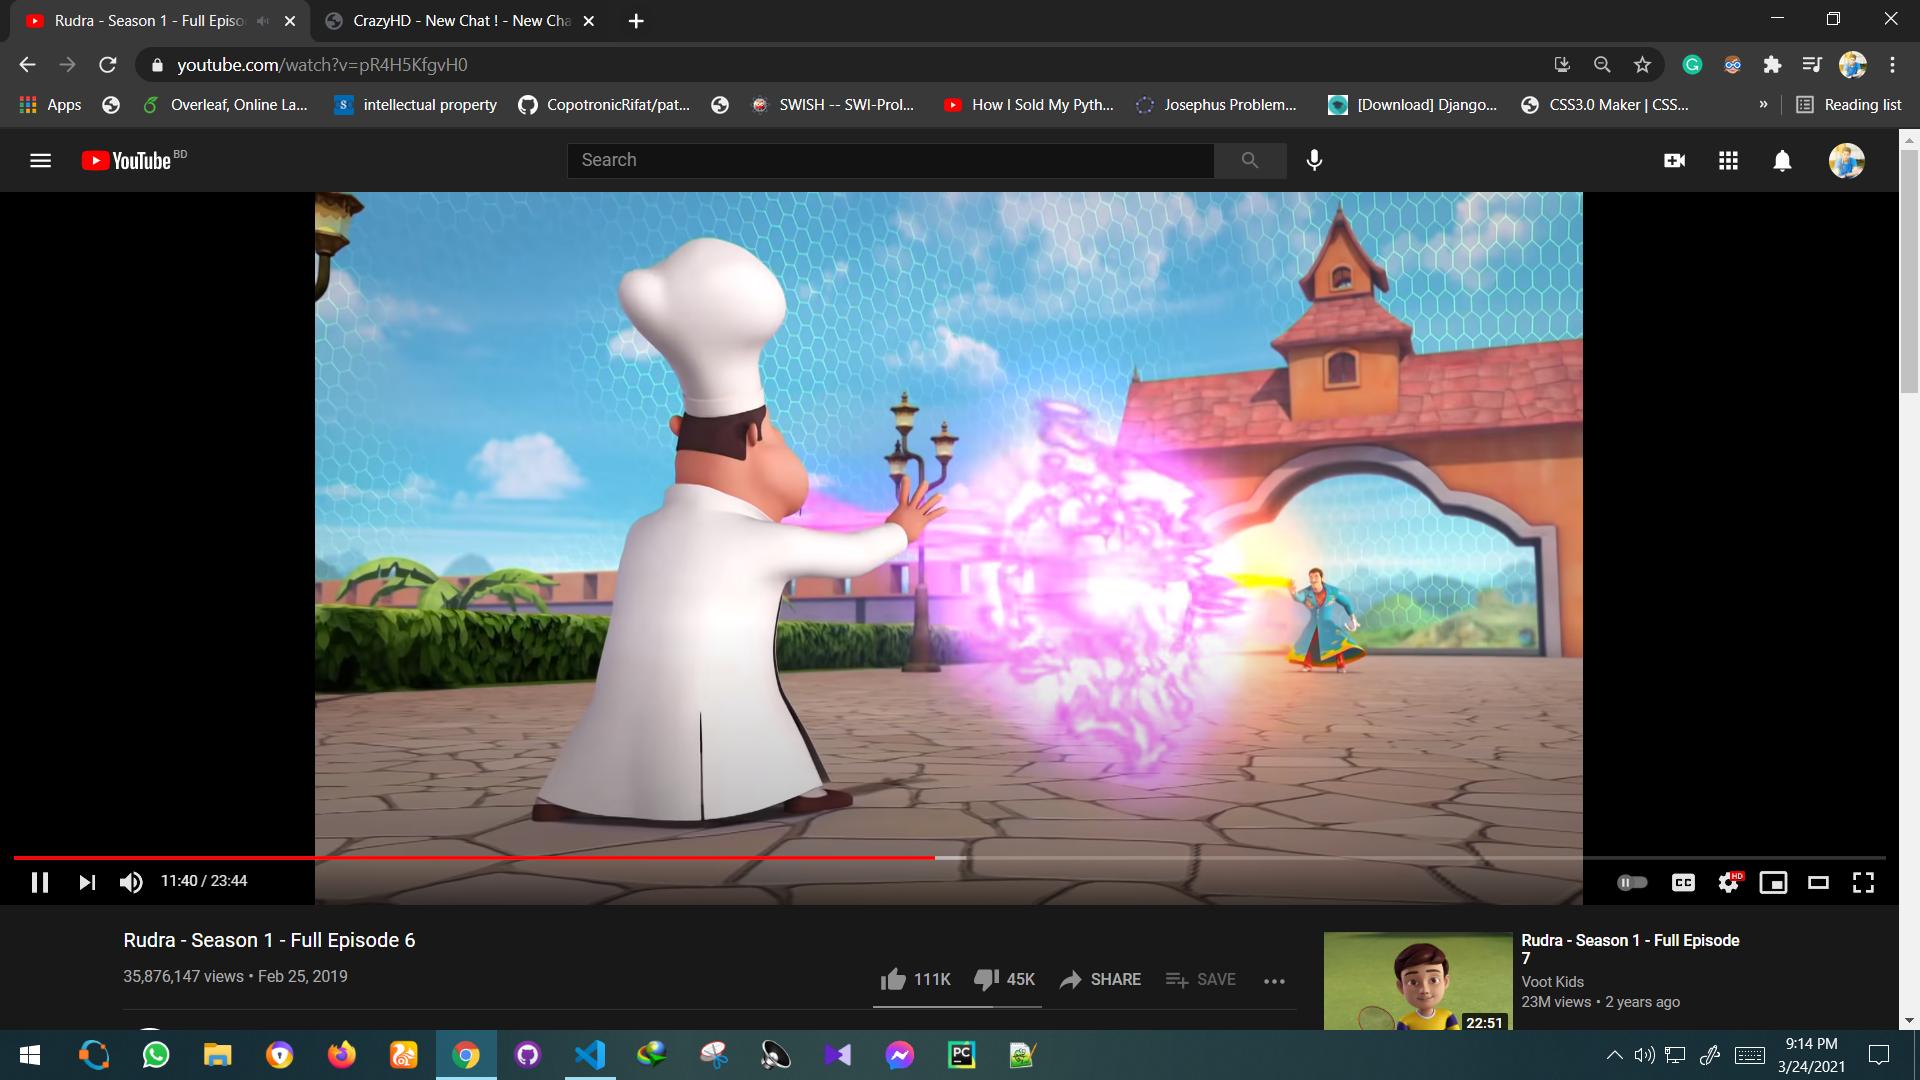 Rudra - Season 1 - Full Episo
CrazyHD - New Chat ! - New Cha
youtube.com/watch?v=pR4H5KfgvH0
Apps
Overleaf, Online La...
intellectual property
CopotronicRifat/pat...
SWISH -- SWI-Prol...
How I Sold My Pyth...
Josephus Problem...
[Download] Django...
CSS3.0 Maker | CSS...
»
Reading list
YouTube BD
Search
11:40 / 23:44
CC
HD
Rudra - Season 1 - Full Episode 6
35,876,147 views • Feb 25, 2019
111K
45K
SHARE
SAVE
Rudra - Season 1 - Full Episode
7
Voot Kids
23M views • 2 years ago
22:51
PC
9:14 PM
3/24/2021